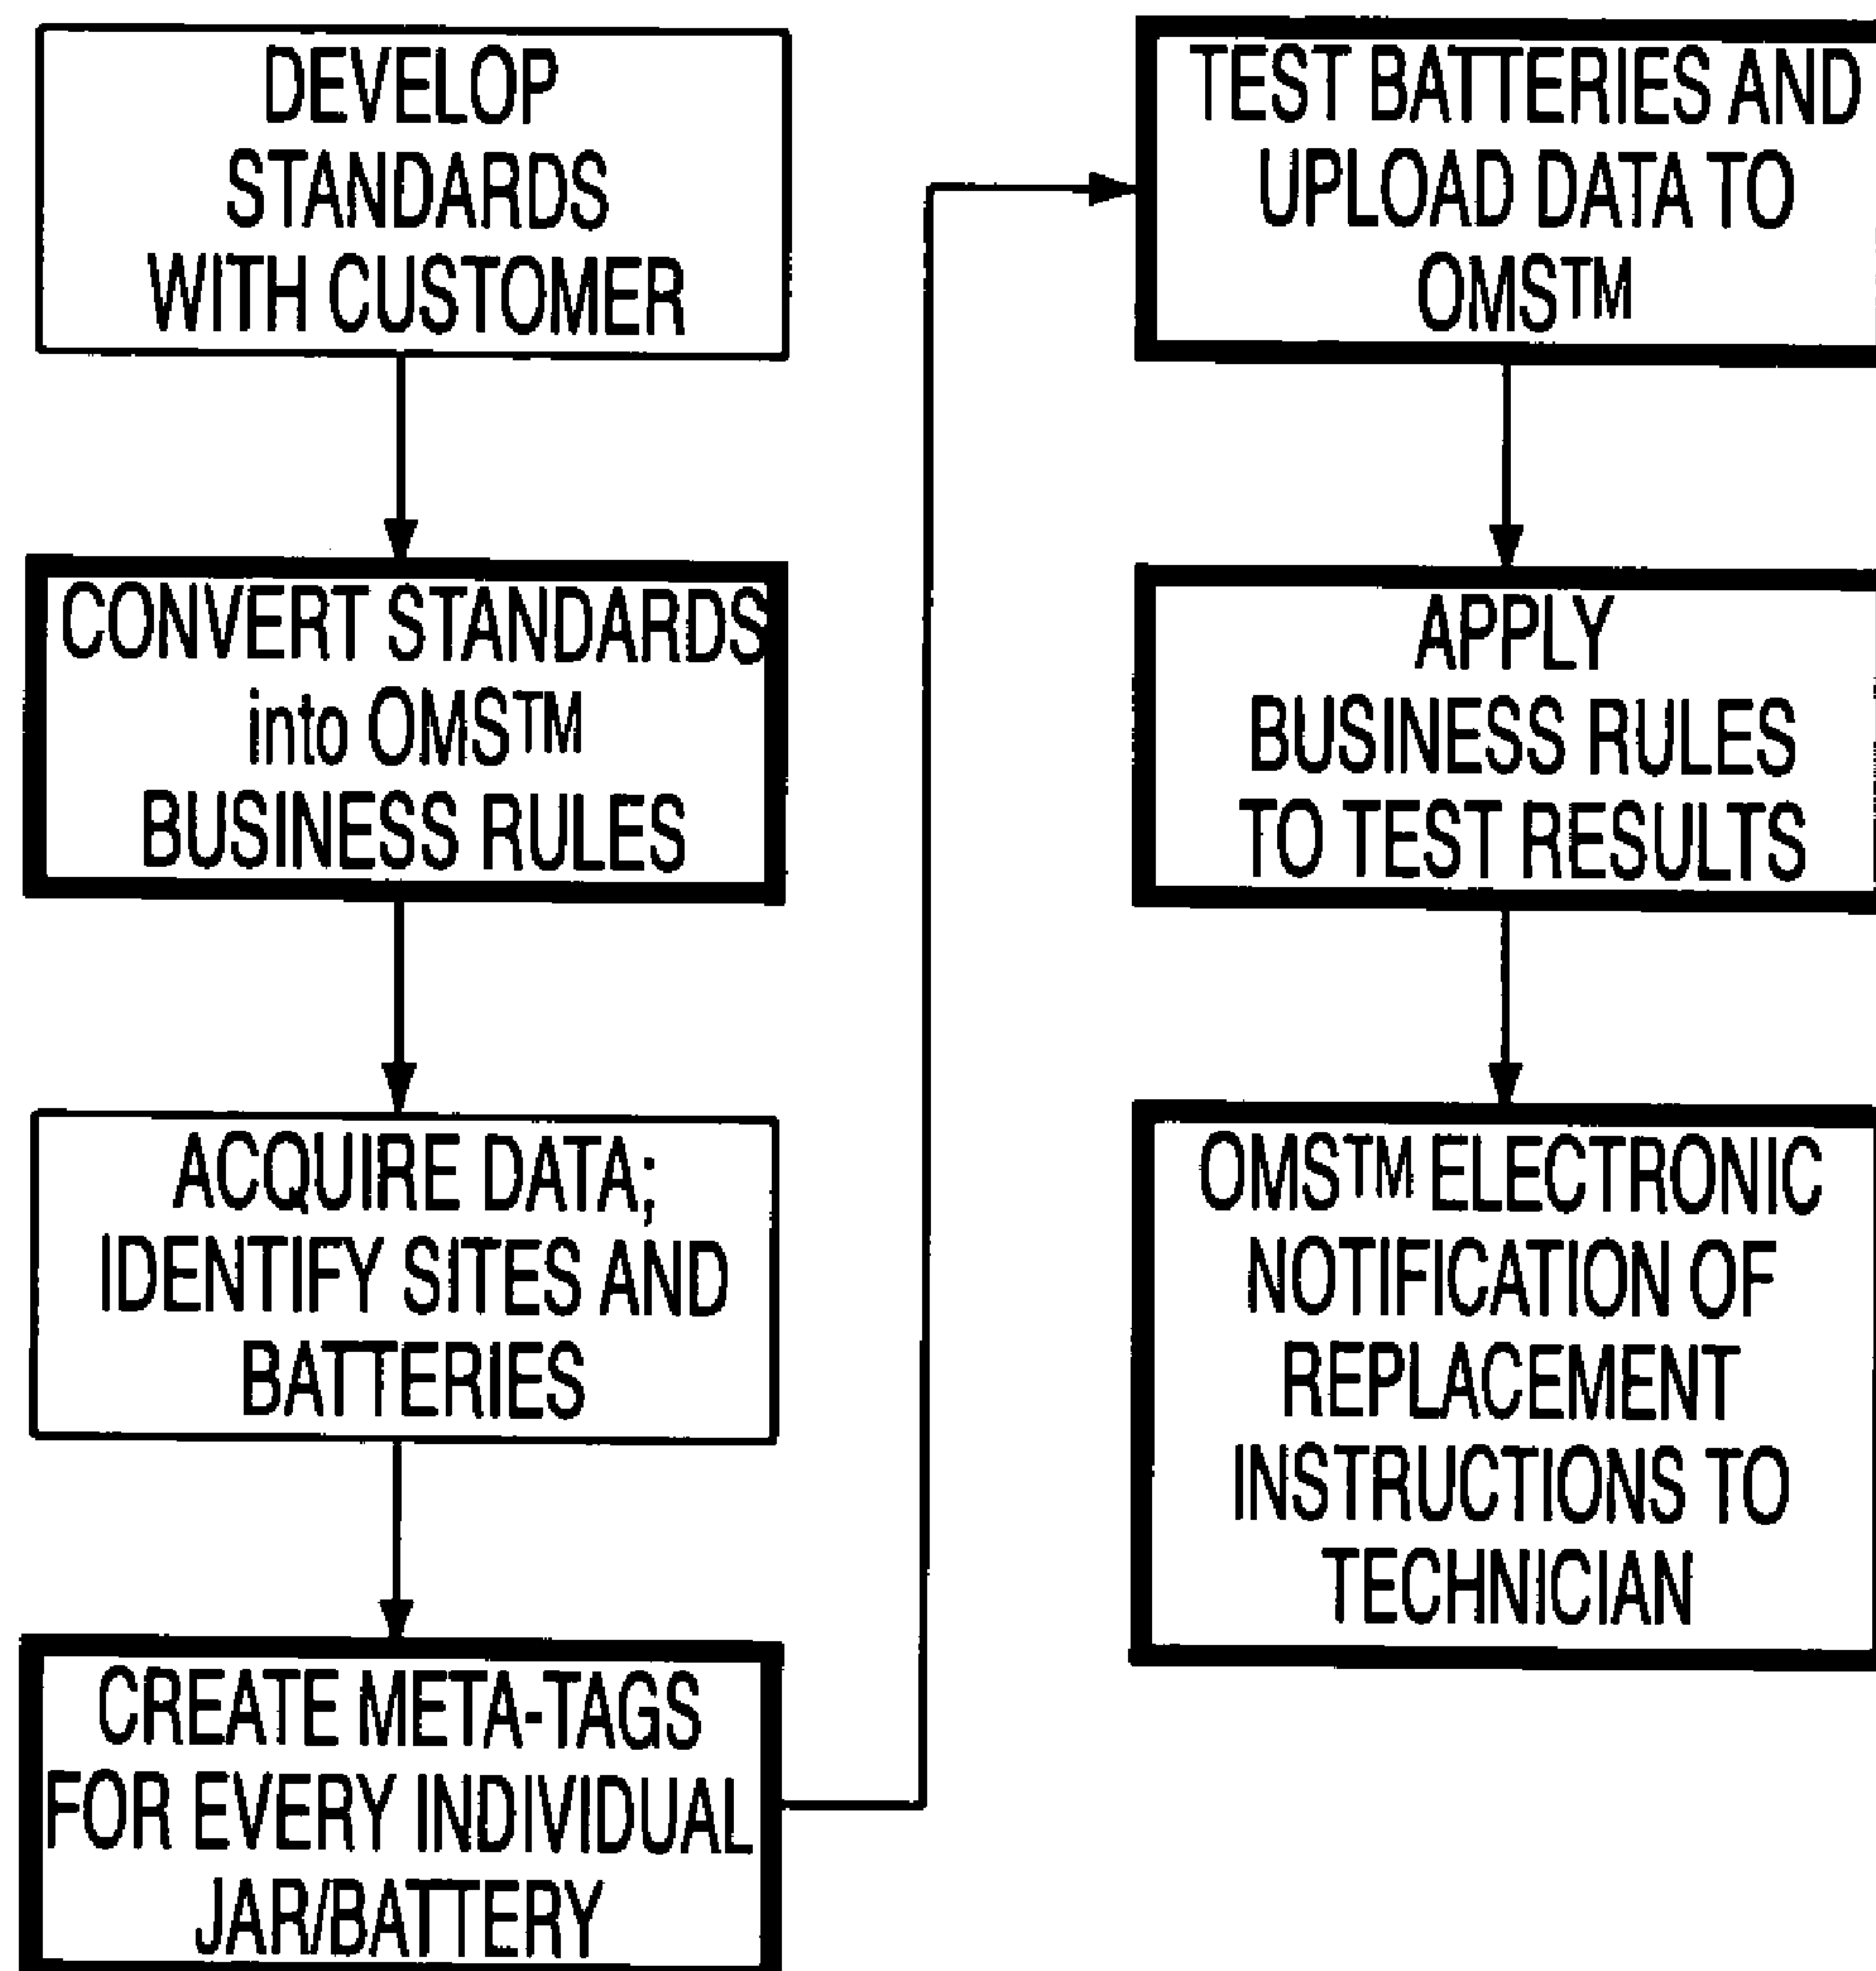 DEVELOP
STANDARDS
WITH CUSTOMER
CONVERT STANDARDS
into OMS™
BUSINESS RULES
ACQUIRE DATA;
IDENTIFY SITES AND
BATTERIES
CREATE META-TAGS
FOR EVERY INDIVIDUAL
JAR/BATTERY
TEST BATTERIES AND
UPLOAD DATA TO
OMS™
APPLY
BUSINESS RULES
TO TEST RESULTS
OMS™ ELECTRONIC
NOTIFICATION OF
REPLACEMENT
INSTRUCTIONS TO
TECHNICIAN